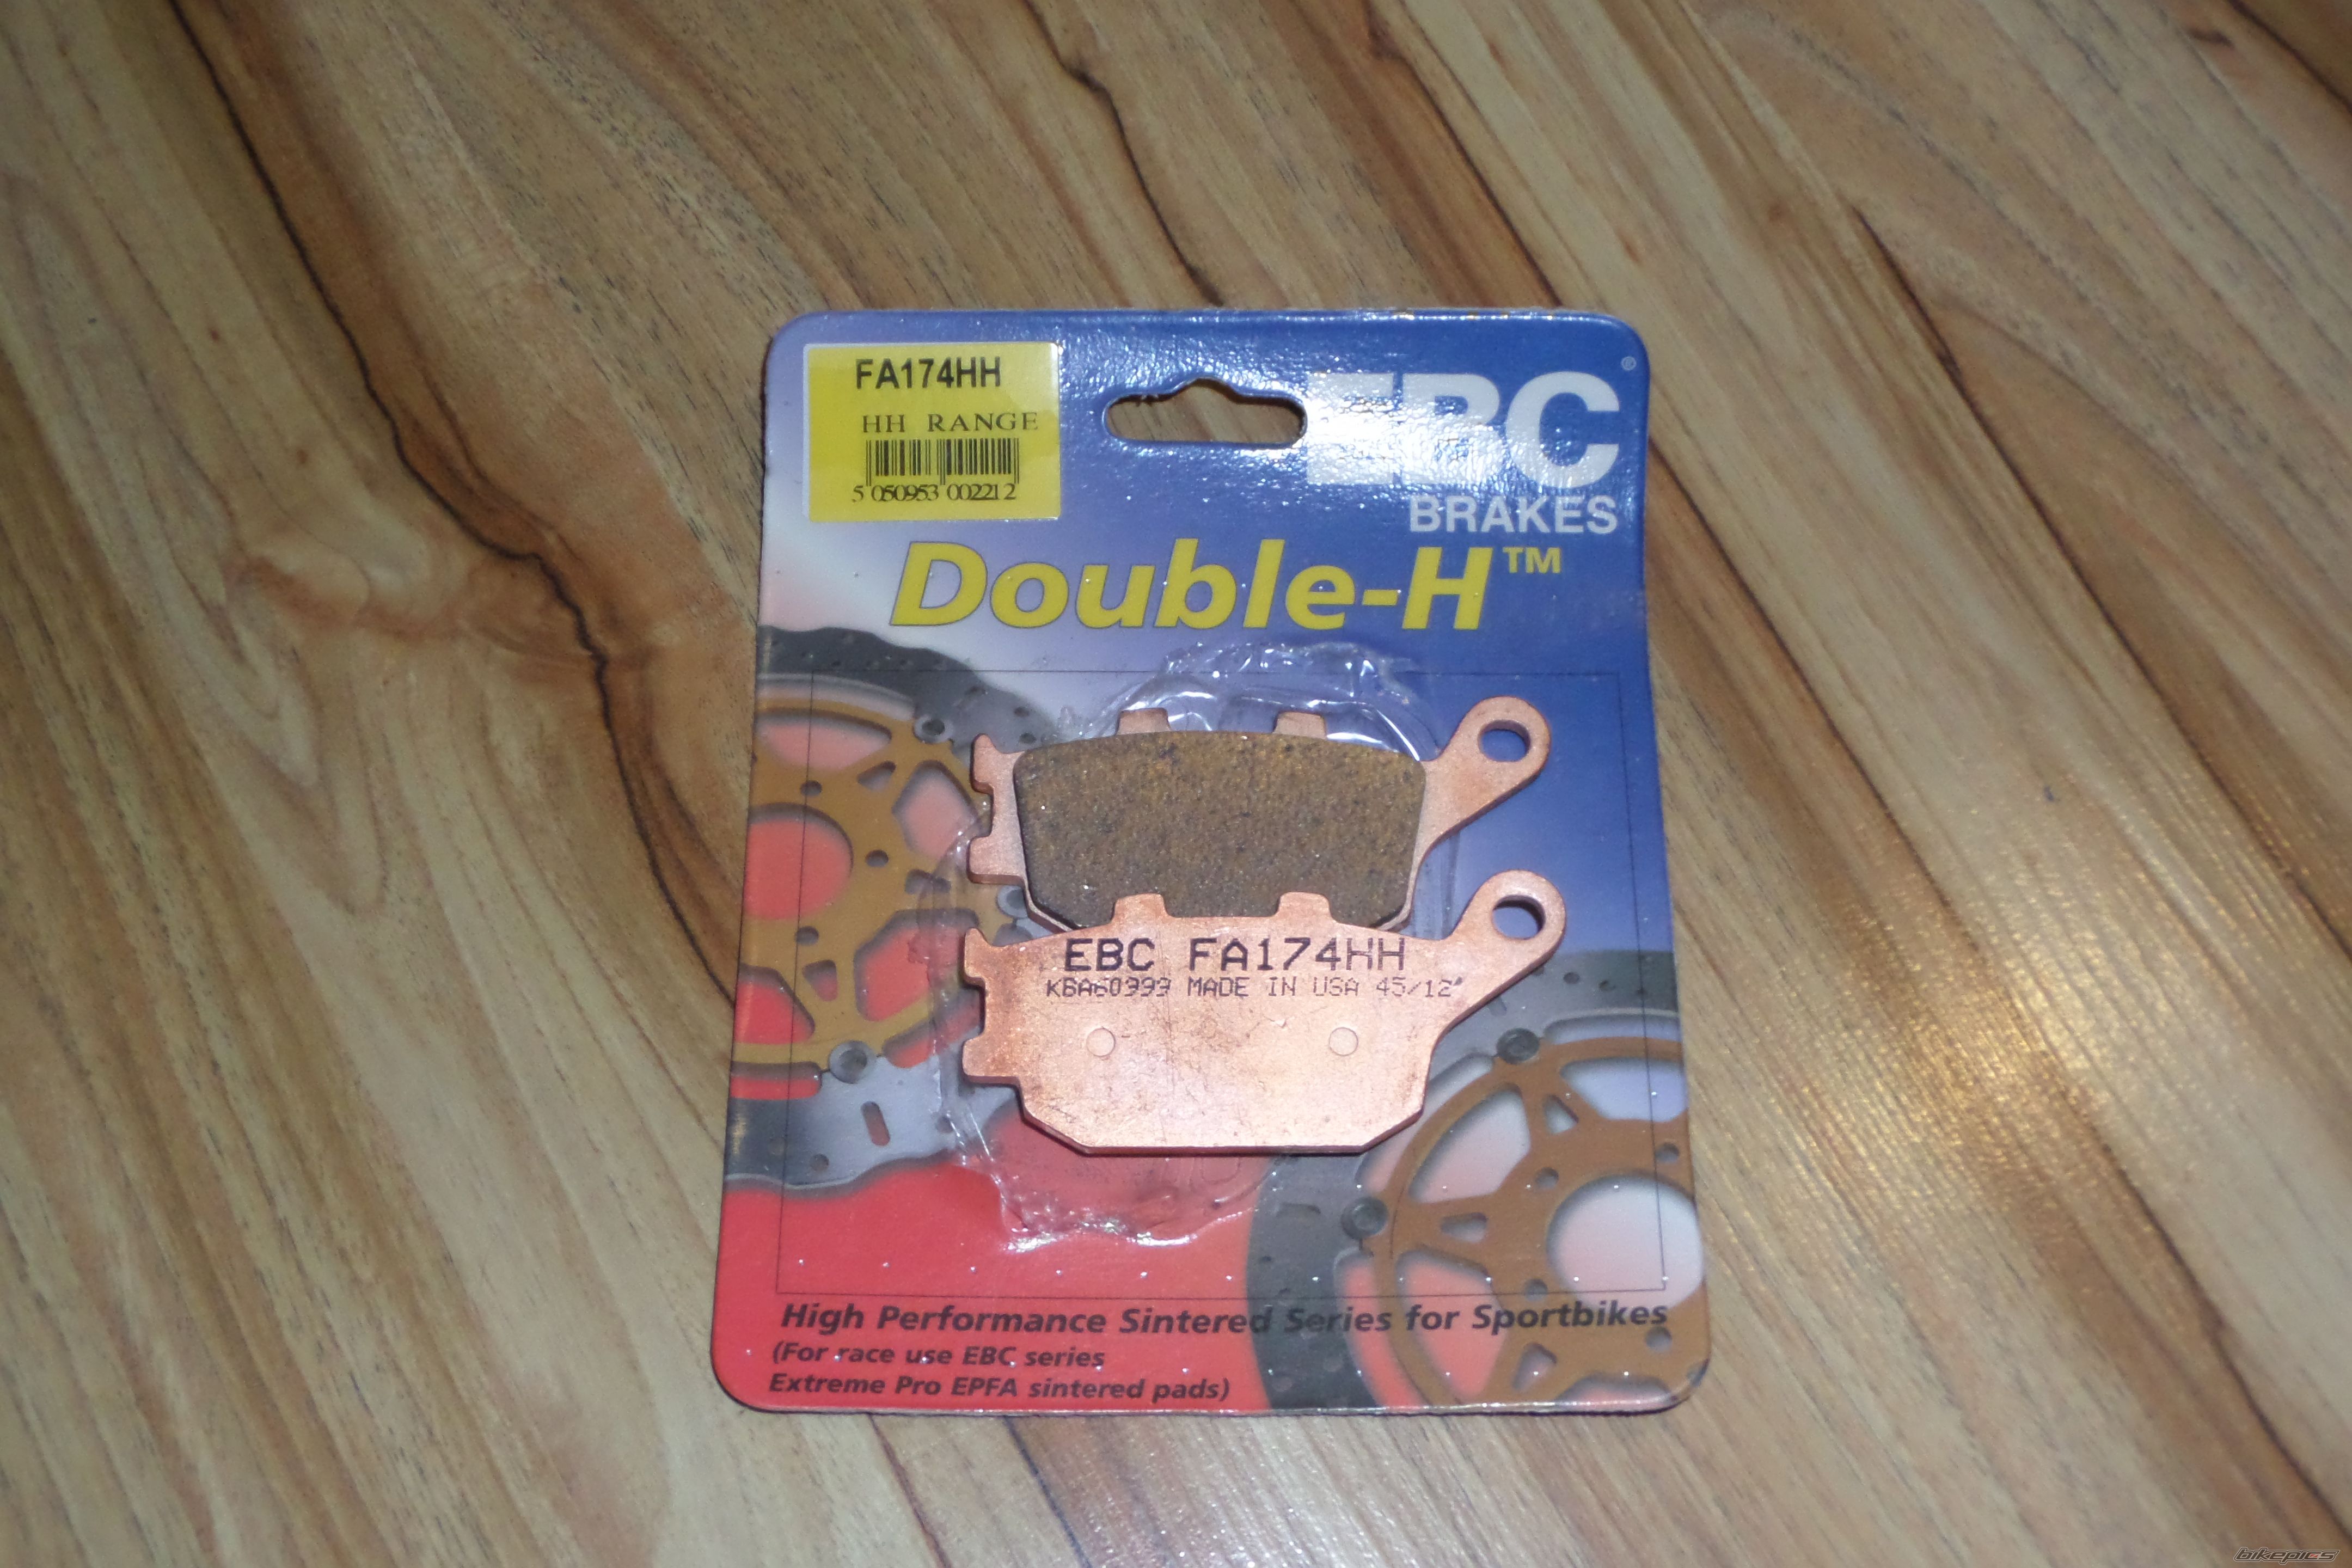 FA174HH
HH RANGE
5 050953 002212
EBC®
BRAKES
Double-H™
EBC FA174HH
KBA60999 MADE IN USA 45/12
High Performance Sintered Series for Sportbikes
(For race use EBC series
Extreme Pro EPFA sintered pads)
bikepics